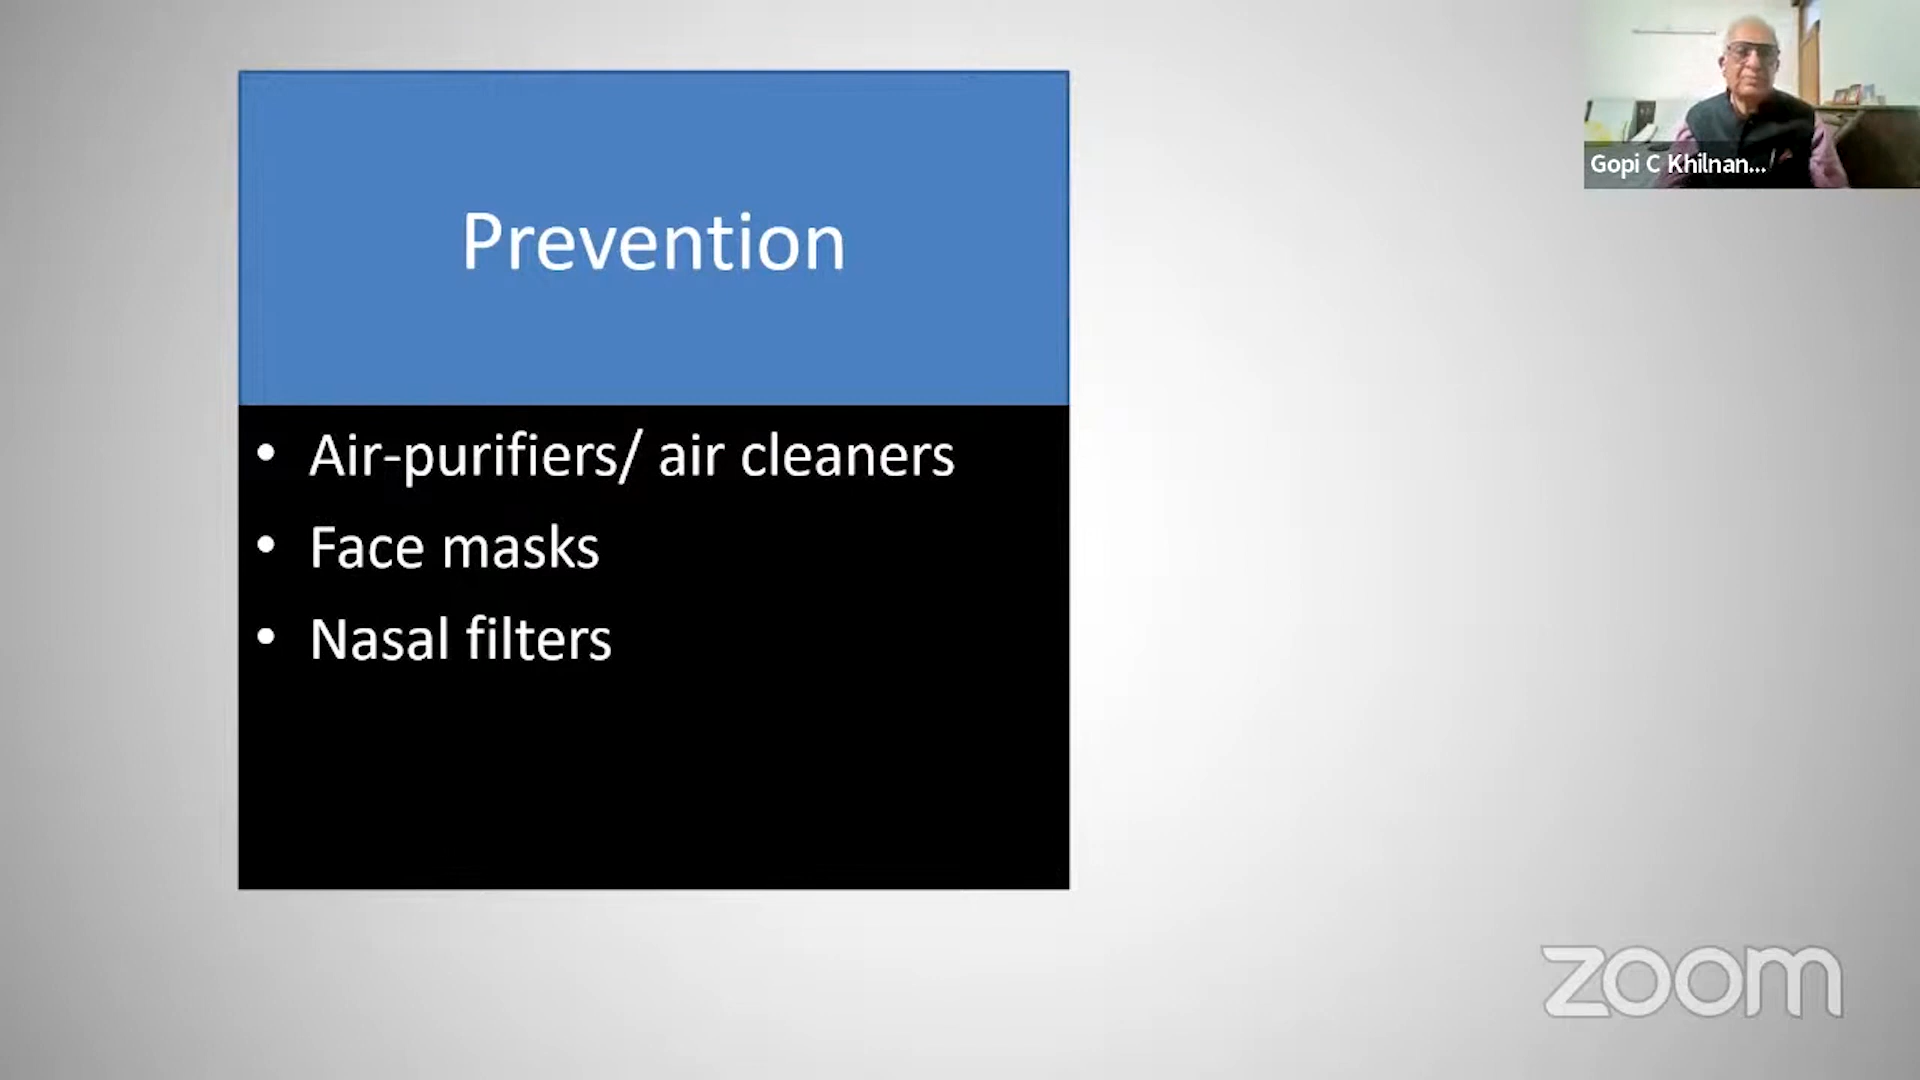 Prevention
• Air-purifiers/ air cleaners
• Face masks
• Nasal filters
Gopi C Khilnan...
zoom